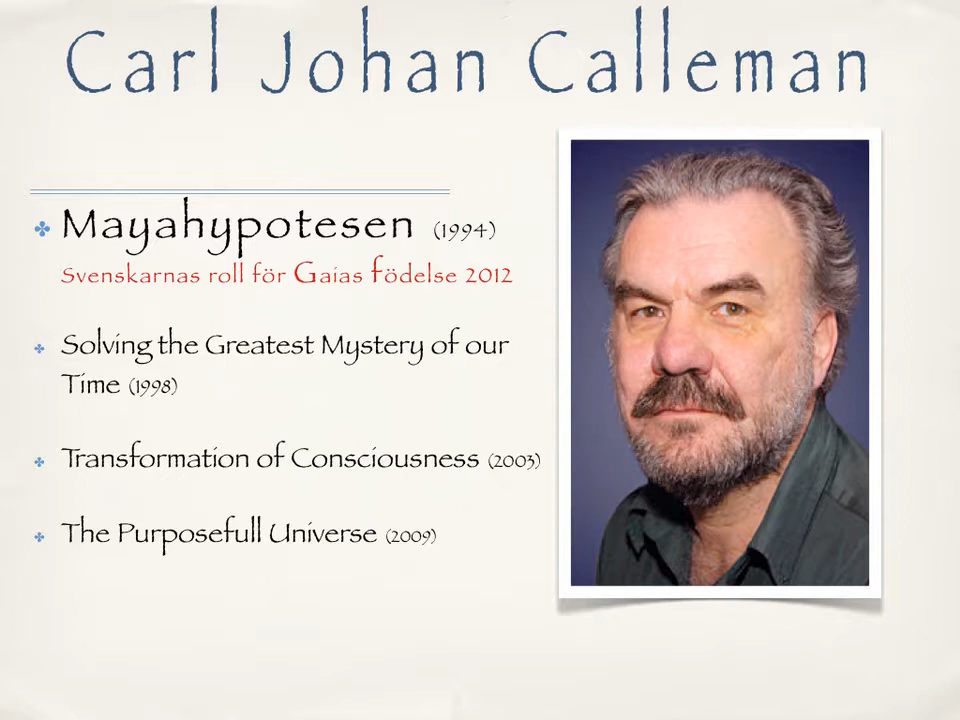 Carl Johan Calleman
Mayahypotesen (1994)
Svenskarnas roll för Gaias födelse 2012
Solving the Greatest Mystery of our
Time (1998)
Transformation of Consciousness (2003)
The Purposefull Universe (2009)